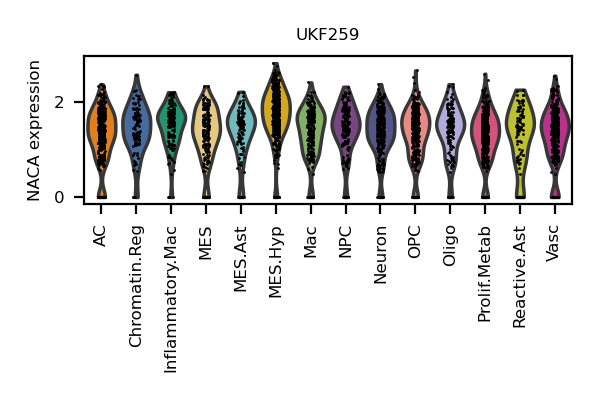 UKF259
NACA expression
2
0
AC
Chromatin.Reg
Inflammatory.Mac
MES
MES.Ast
MES.Hyp
Mac
NPC
Neuron
OPC
Oligo
Prolif.Metab
Reactive.Ast
Vasc